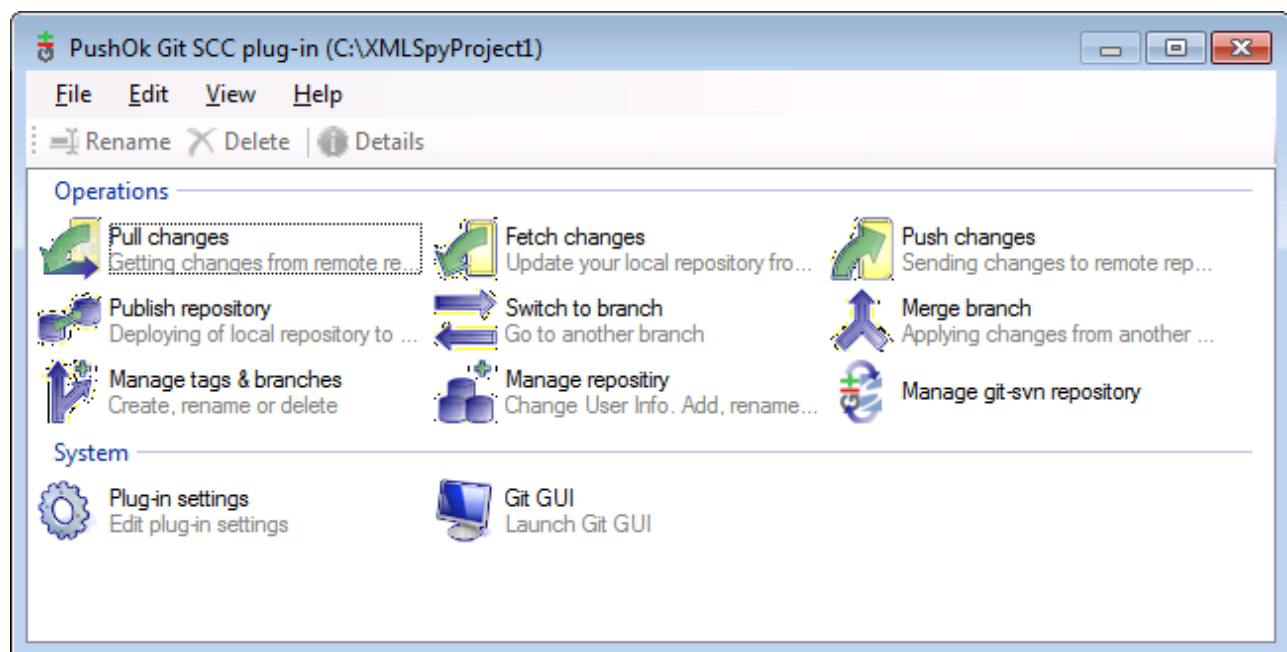 PushOk Git SCC plug-in (C:\XMLSpyProject1)
File Edit View Help
Rename Delete Details
Operations
Pull changes
Getting changes from remote re...
Fetch changes
Update your local repository fro...
Push changes
Sending changes to remote rep...
Publish repository
Deploying of local repository to ...
Switch to branch
Go to another branch
Merge branch
Applying changes from another ...
Manage tags & branches
Create, rename or delete
Manage repositiry
Change User Info. Add, rename...
Manage git-svn repository
System
Plug-in settings
Edit plug-in settings
Git GUI
Launch Git GUI